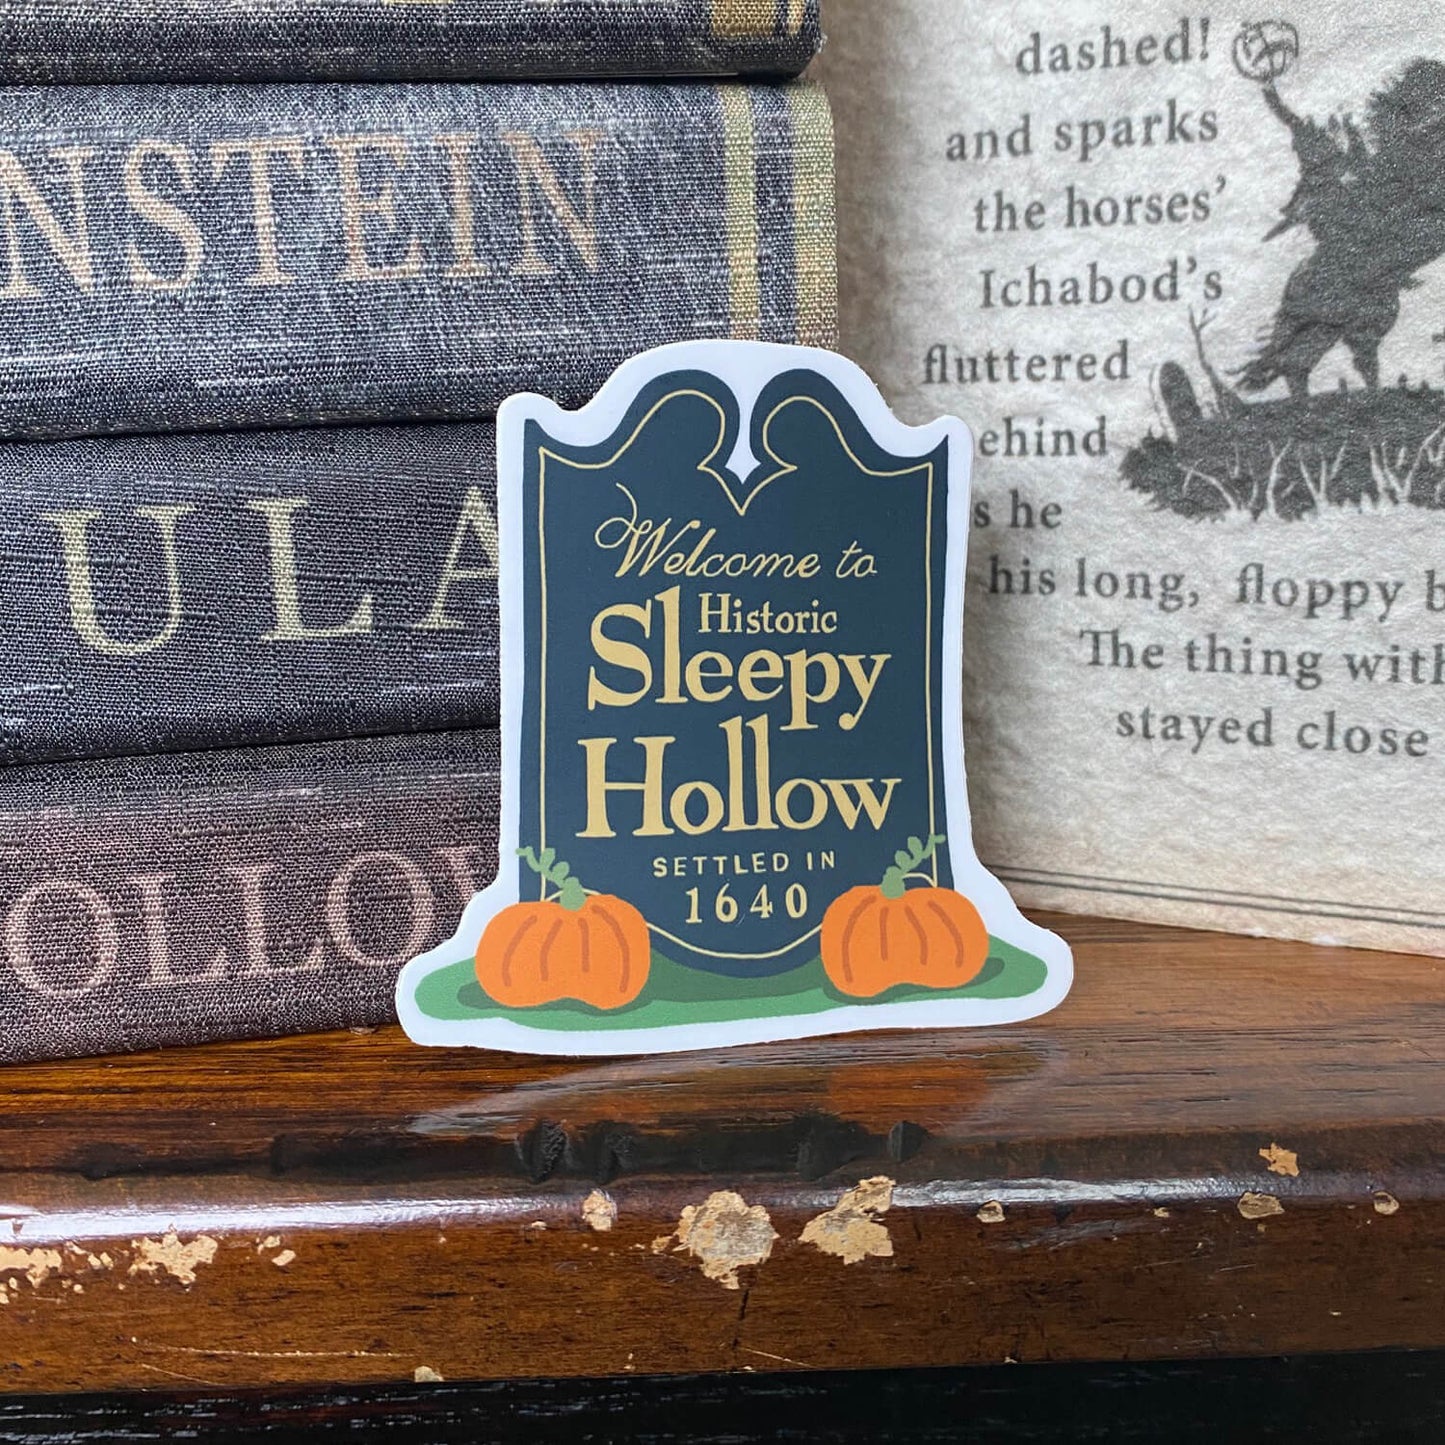 NSTEIN
ULA
OLLO
Welcome to
Historic
Sleepy
Hollow
SETTLED IN
1640
dashed!
and sparks
the horses’
Ichabod’s
fluttered
ehind
s he
his long, floppy b
The thing with
stayed close